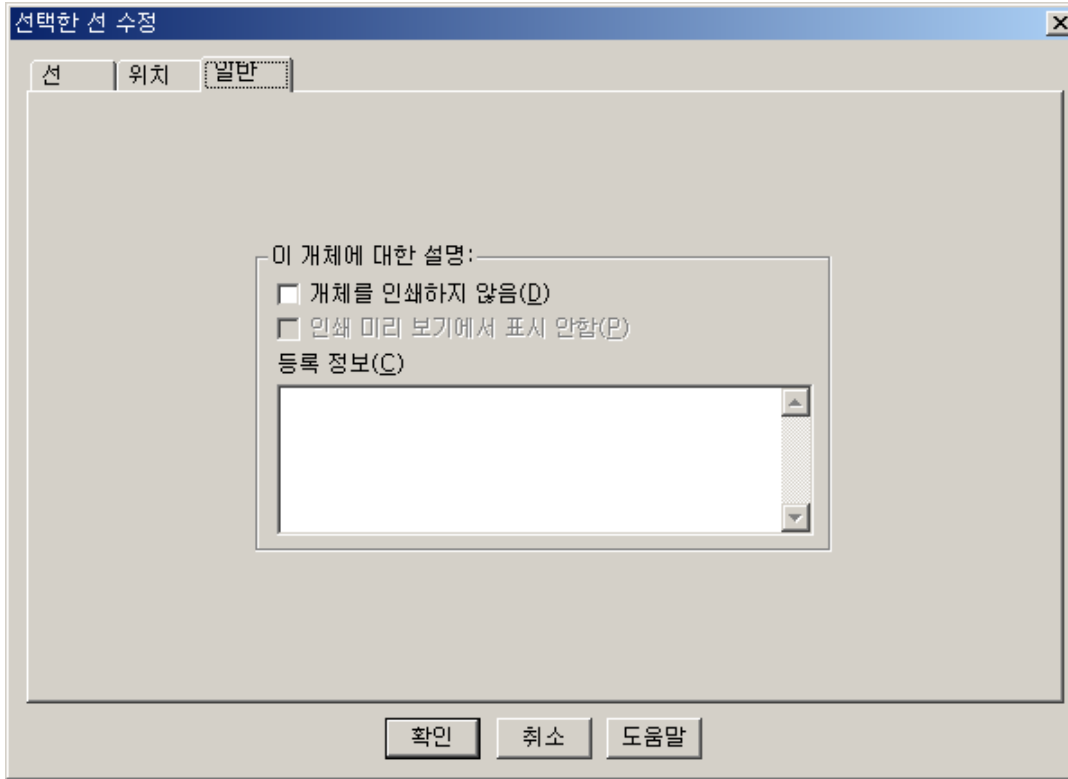 선택한 선 수정
선 위치 일반
이 개체에 대한 설명:
개체를 인쇄하지 않음(D)
인쇄 미리 보기에서 표시 안함(P)
등록 정보(C)
확인 취소 도움말